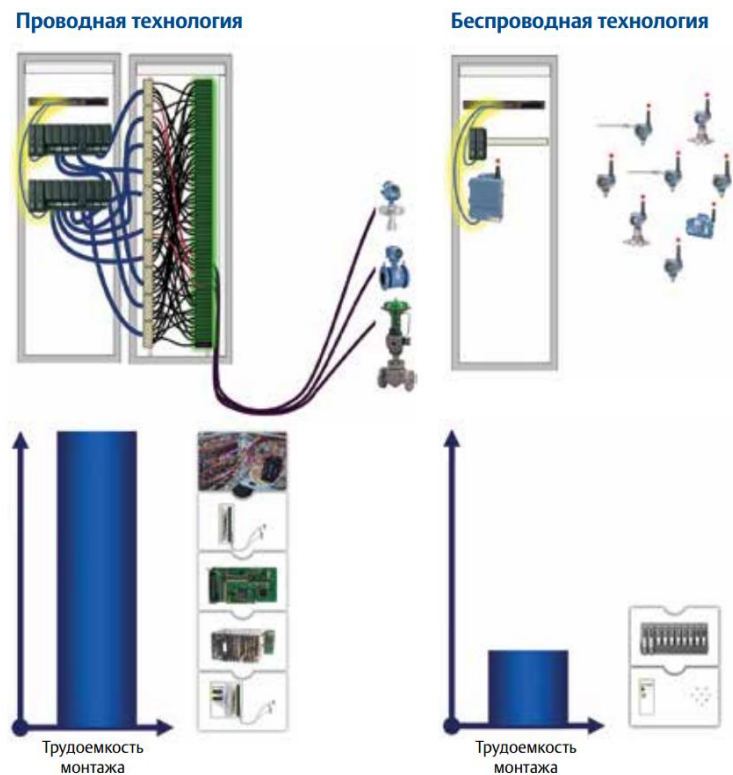 Проводная технология
Беспроводная технология
Трудоемкость
монтажа
Трудоемкость
монтажа